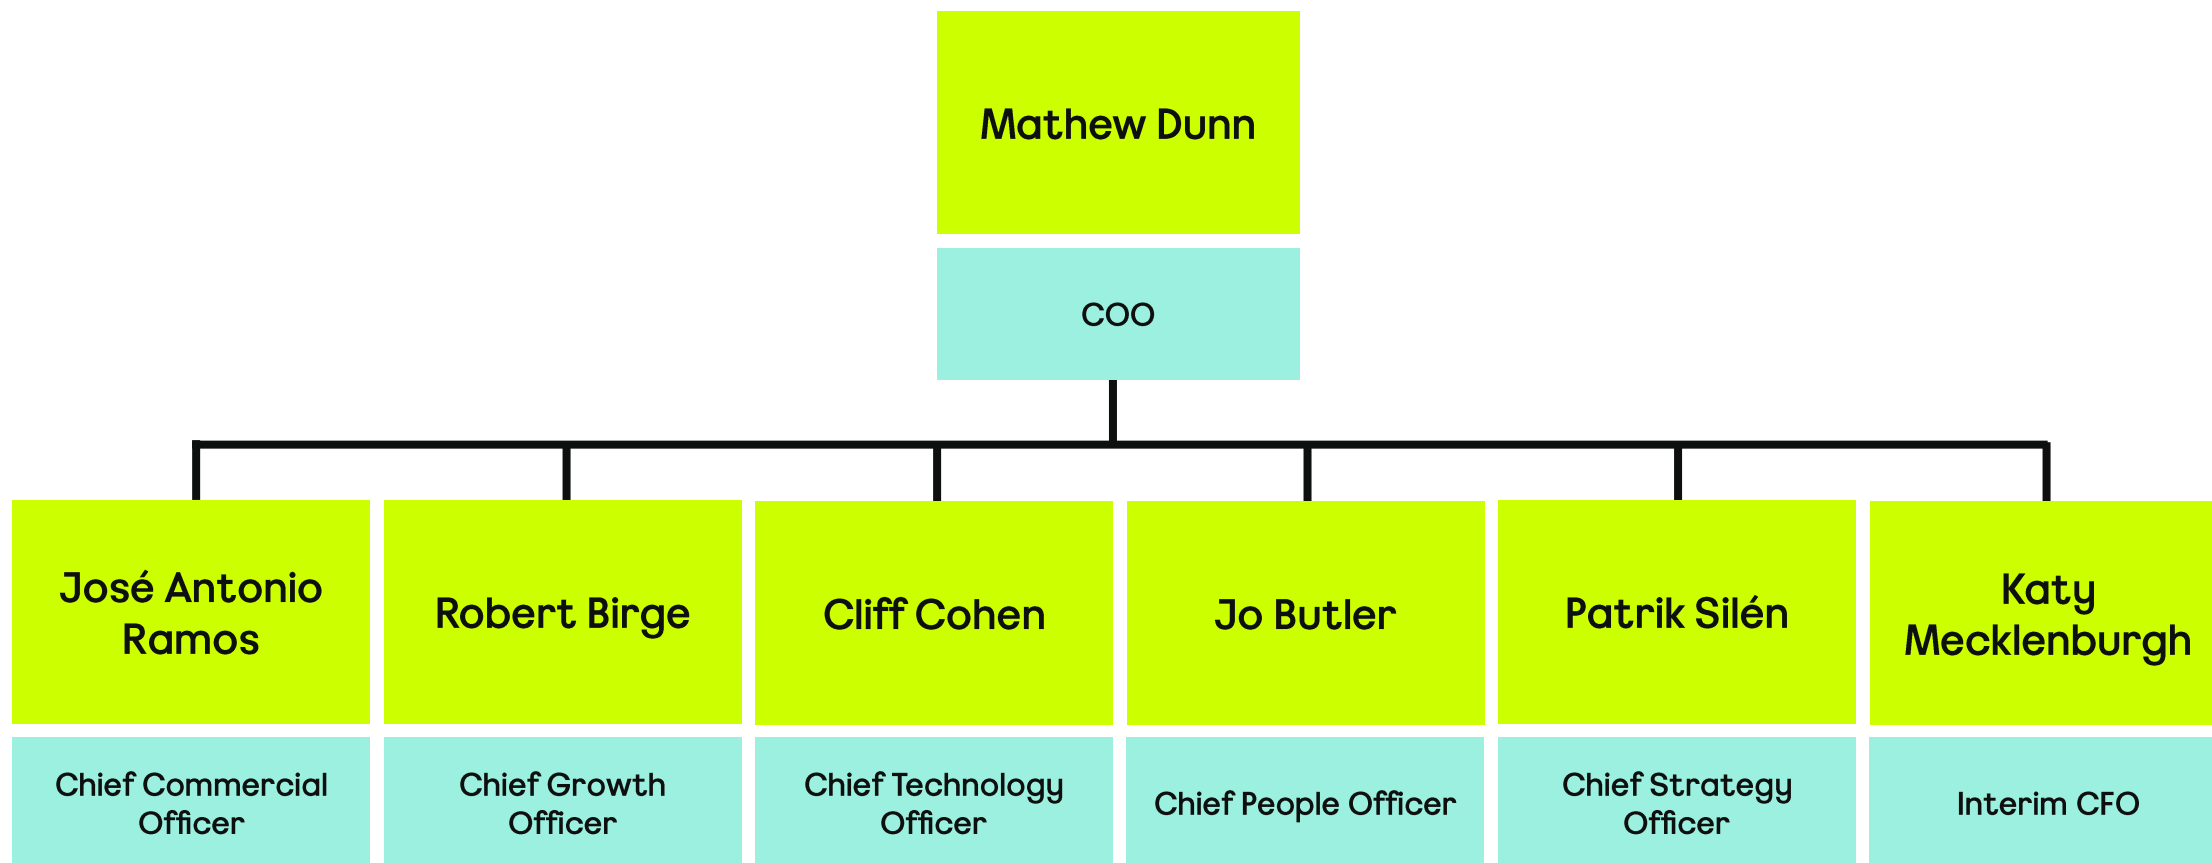 Mathew Dunn
COO
José Antonio
Ramos
Robert Birge
Cliff Cohen
Jo Butler
Patrik Silén
Katy
Mecklenburgh
Chief Commercial
Officer
Chief Growth
Officer
Chief Technology
Officer
Chief People Officer
Chief Strategy
Officer
Interim CFO